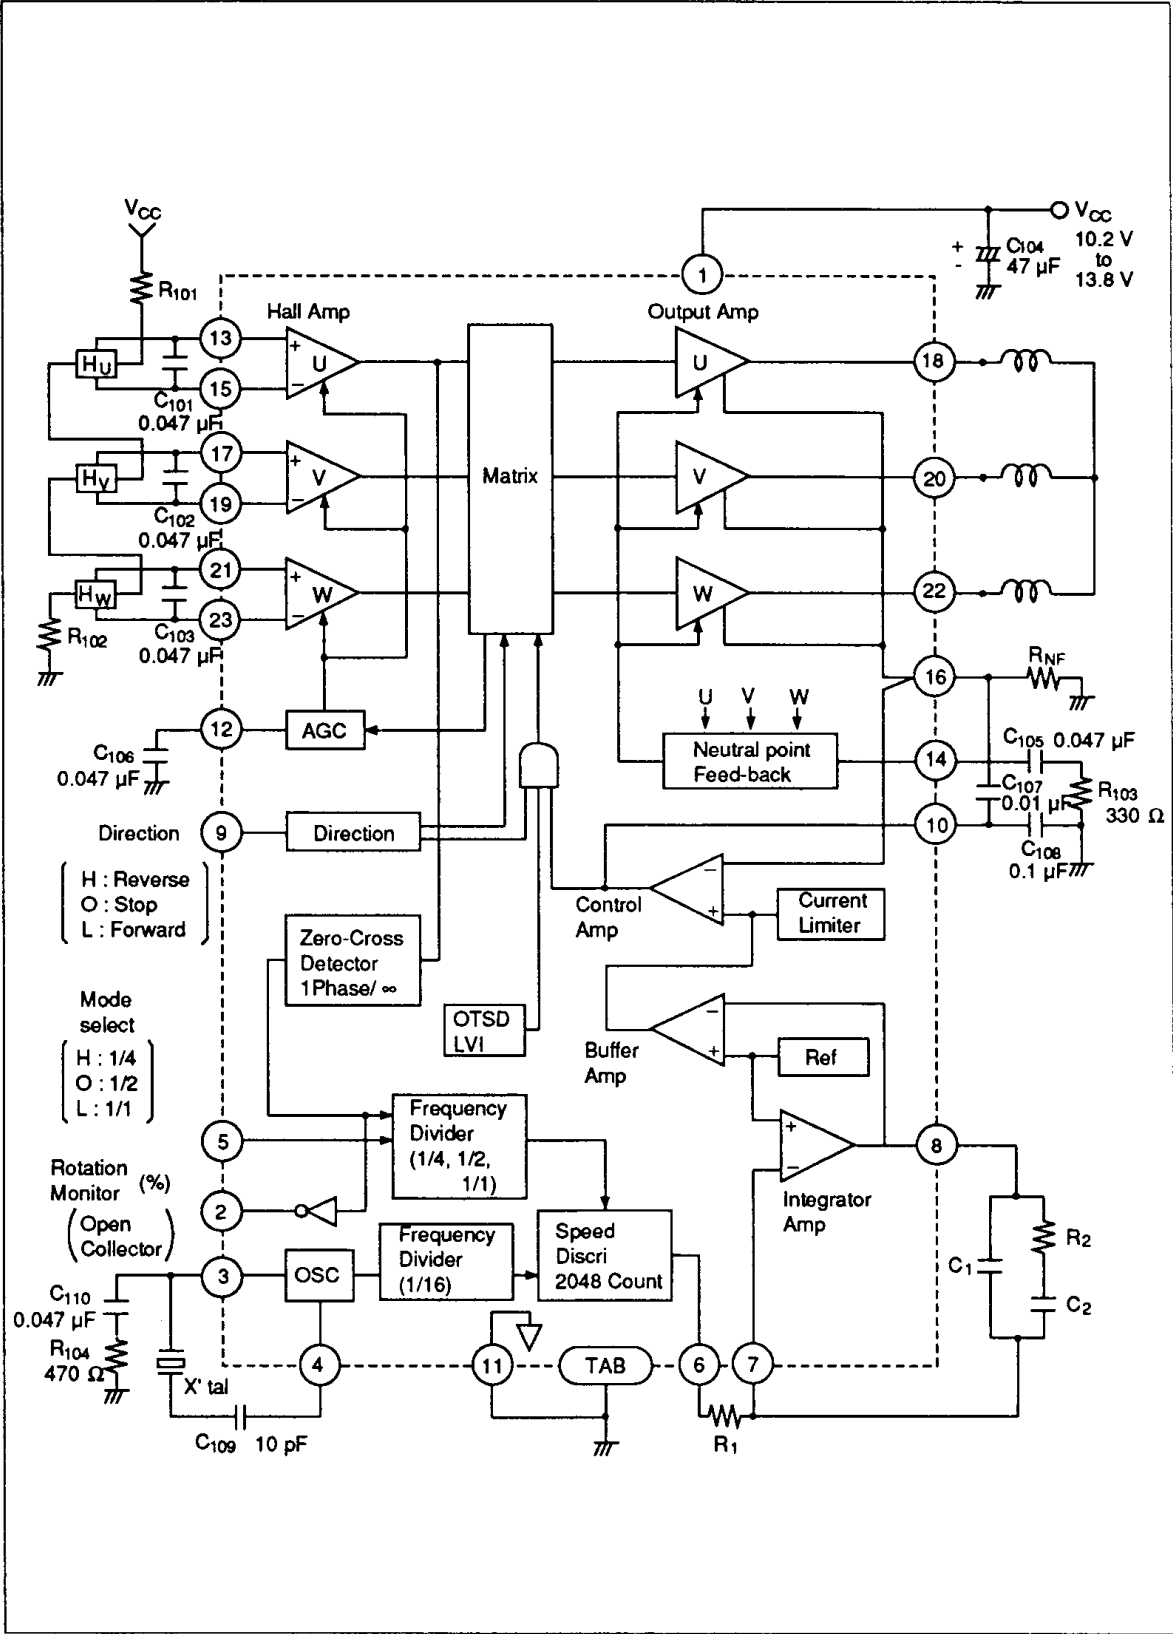 VCC
VCC
10.2 V
to
13.8 V
+
-
C104
47 µF
1
R101
Hall Amp
Output Amp
13
+
U
-
HU
15
C101
0.047 µF
U
18
17
+
V
-
HV
19
C102
0.047 µF
Matrix
V
20
21
+
W
-
HW
23
R102
C103
0.047 µF
W
22
16
RNF
U V W
12
AGC
C106
0.047 µF
Neutral point
Feed-back
14
C105 0.047 µF
C107
0.01 µF
R103
330 Ω
10
C108
0.1 µF
Direction
9
Direction
H : Reverse
O : Stop
L : Forward
-
+
Control
Amp
Current
Limiter
Zero-Cross
Detector
1Phase/ ∞
Mode
select
H : 1/4
O : 1/2
L : 1/1
OTSD
LVI
-
+
Buffer
Amp
Ref
5
Frequency
Divider
(1/4, 1/2,
1/1)
+
-
Integrator
Amp
8
Rotation
Monitor (%)
(Open
Collector)
2
Frequency
Divider
(1/16)
Speed
Discri
2048 Count
R2
C1
C2
3
OSC
C110
0.047 µF
R104
470 Ω
X' tal
4
11
TAB
6
7
C109 10 pF
R1